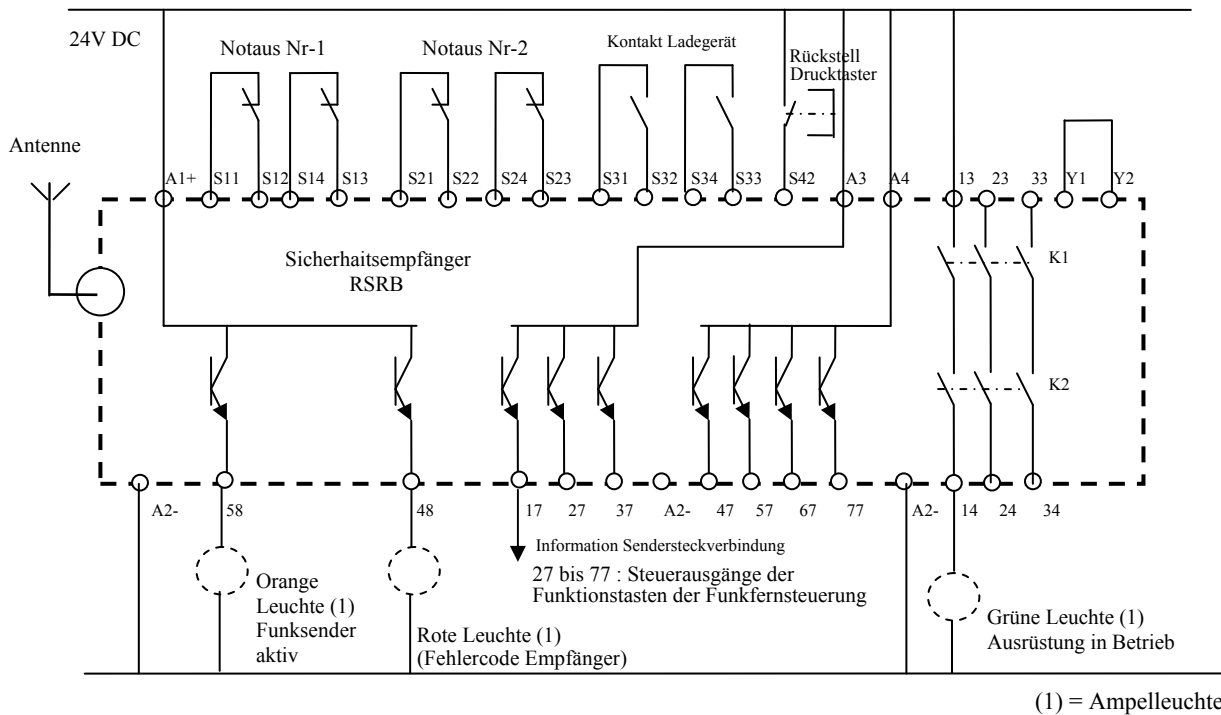 24V DC
Notaus Nr-1
Notaus Nr-2
Kontakt Ladegerät
Rückstell
Drucktaster
Antenne
A1+ S11 S12 S14 S13 S21 S22 S24 S23 S31 S32 S34 S33 S42 A3 A4 13 23 33 Y1 Y2
Sicherheitsempfänger
RSRB
K1
K2
A2- 58 48 17 27 37 A2- 47 57 67 77 A2- 14 24 34
Information Sendersteckverbindung
27 bis 77 : Steuerausgänge der
Funktionstasten der Funkfernsteuerung
Orange
Leuchte (1)
Funksender
aktiv
Rote Leuchte (1)
(Fehlercode Empfänger)
Grüne Leuchte (1)
Ausrüstung in Betrieb
(1) = Ampelleuchte